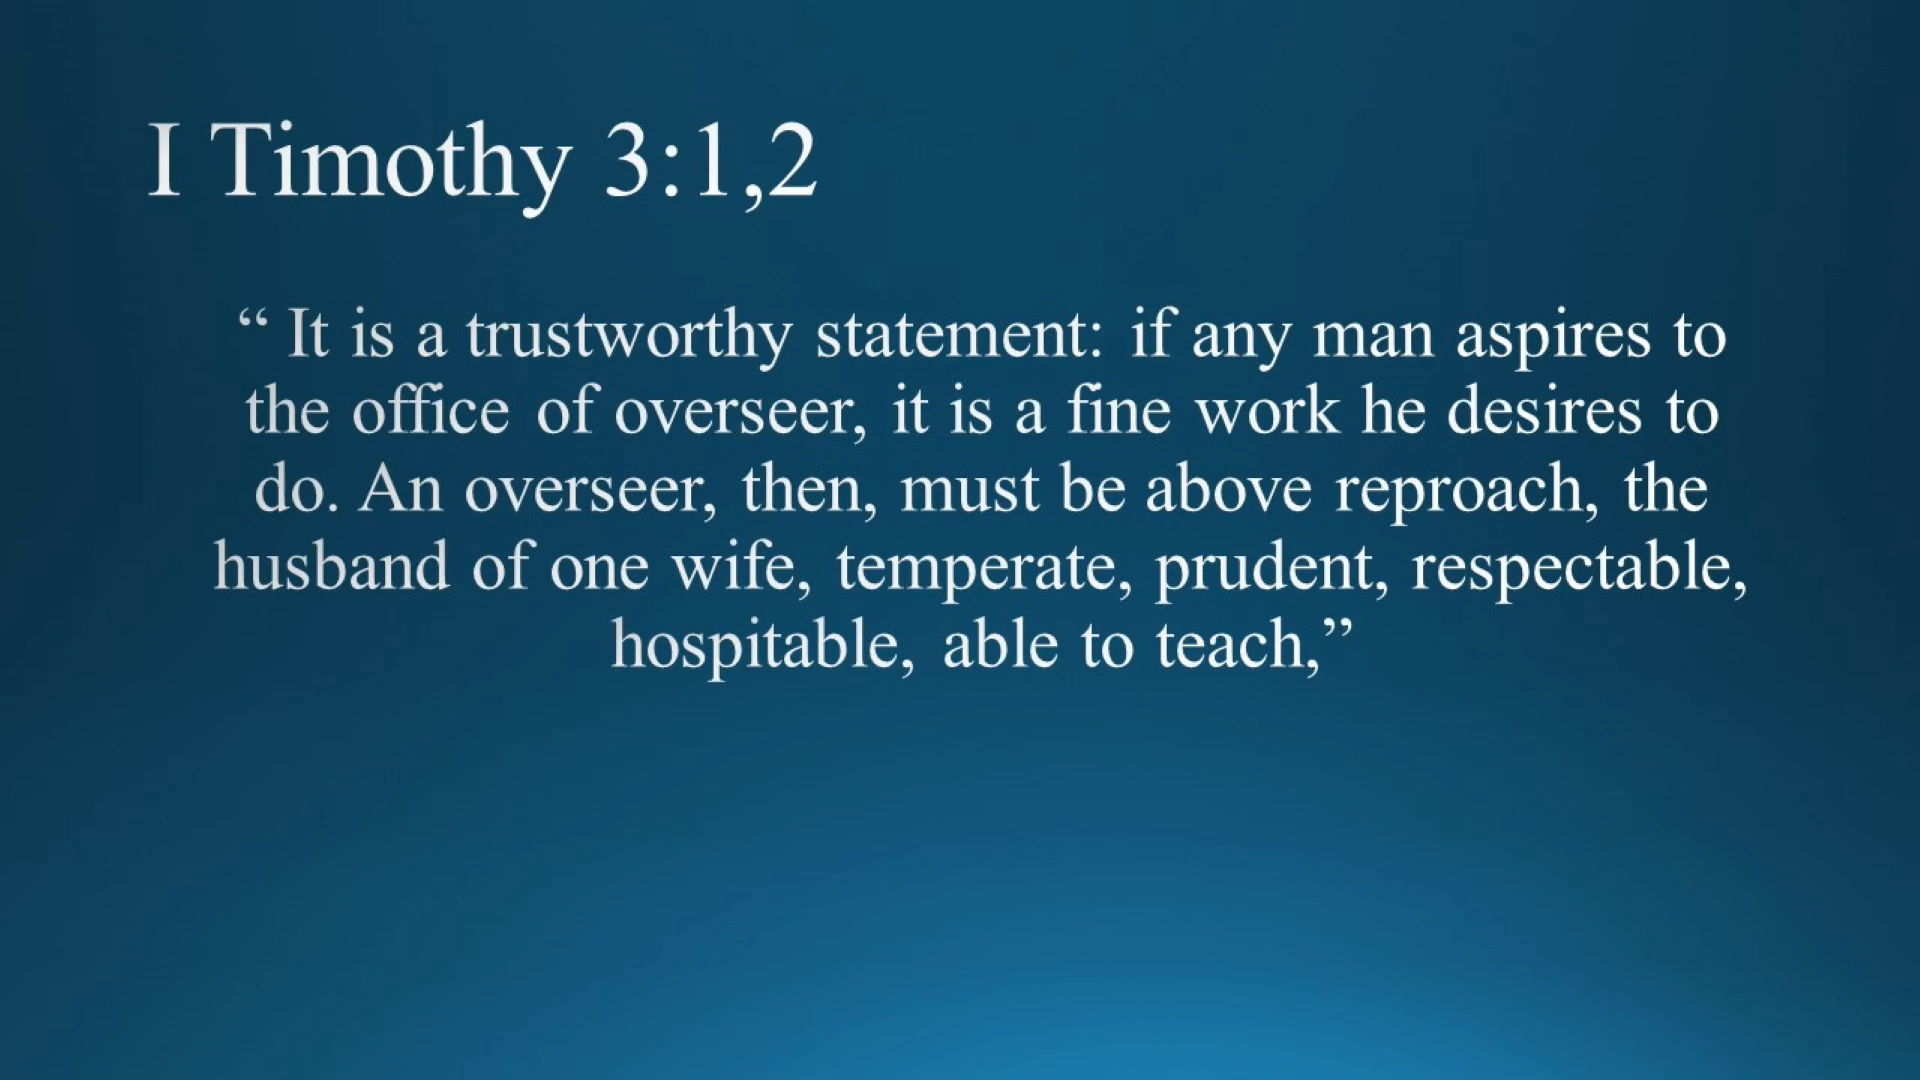 I Timothy 3:1,2
“ It is a trustworthy statement: if any man aspires to
the office of overseer, it is a fine work he desires to
do. An overseer, then, must be above reproach, the
husband of one wife, temperate, prudent, respectable,
hospitable, able to teach,”